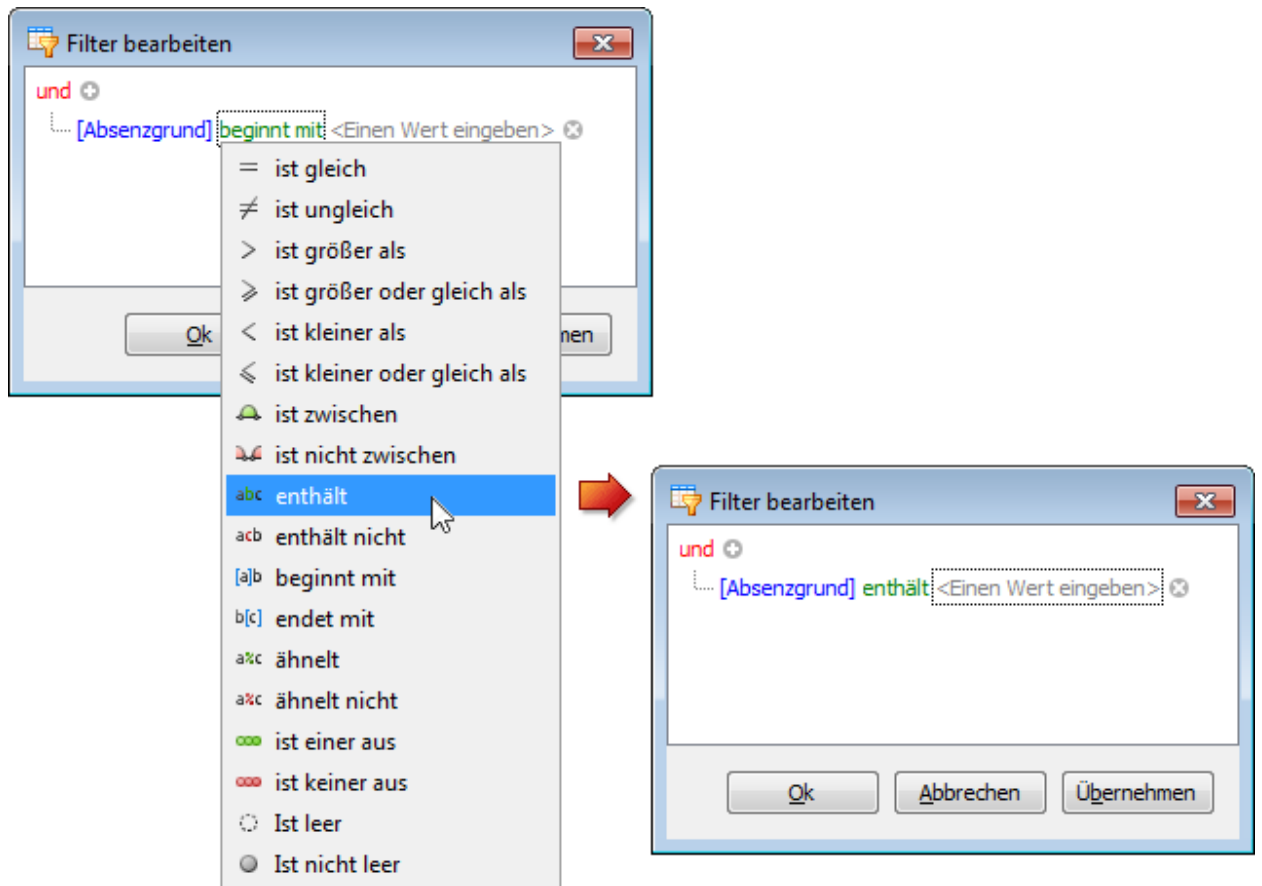 Filter bearbeiten
und
[Absenzgrund] beginnt mit <Einen Wert eingeben>
= ist gleich
≠ ist ungleich
> ist größer als
⩾ ist größer oder gleich als
Ok
< ist kleiner als
men
⩽ ist kleiner oder gleich als
ist zwischen
ist nicht zwischen
abc enthält
acb enthält nicht
[a]b beginnt mit
b[c] endet mit
a%c ähnelt
a%c ähnelt nicht
ist einer aus
ist keiner aus
Ist leer
Ist nicht leer
Filter bearbeiten
und
[Absenzgrund] enthält <Einen Wert eingeben>
Ok Abbrechen Übernehmen